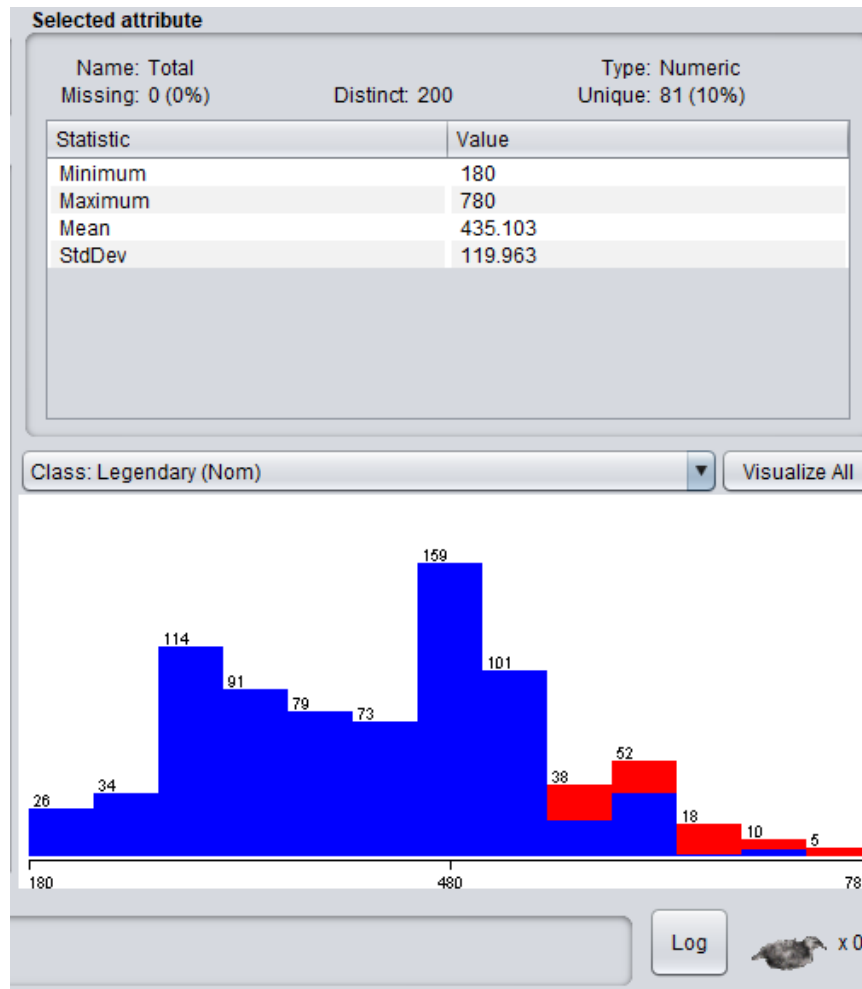 Selected attribute
Name: Total Type: Numeric
Missing: 0 (0%) Distinct: 200 Unique: 81 (10%)
Statistic Value
Minimum 180
Maximum 780
Mean 435.103
StdDev 119.963
Class: Legendary (Nom) Visualize All
159
114
101
91
79
73
52
38
34
26
18
10
5
180 480 78
Log x 0